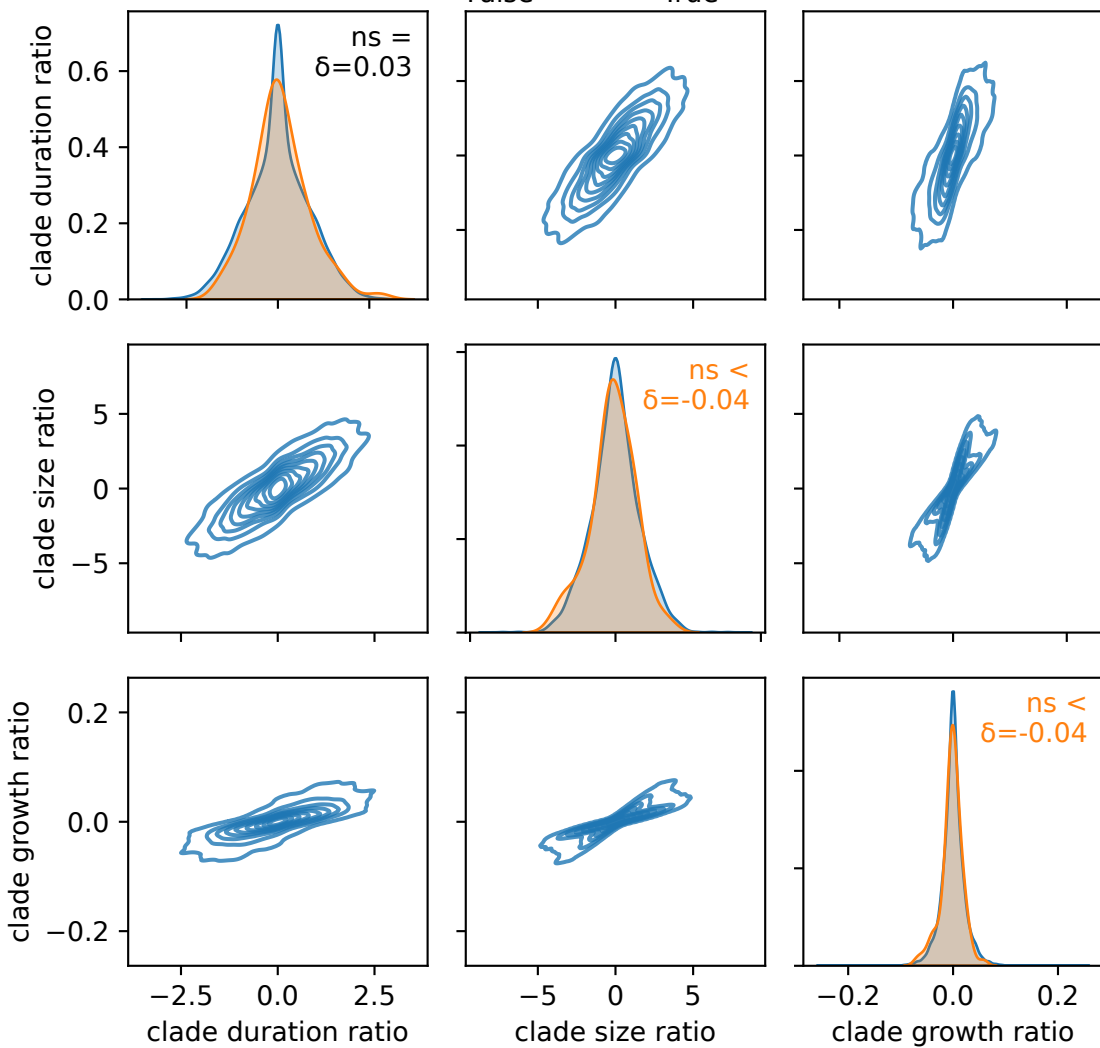 clade duration ratio
0.6
0.4
0.2
0.0
ns =
δ=0.03
clade size ratio
5
0
−5
ns <
δ=-0.04
clade growth ratio
0.2
0.0
−0.2
ns <
δ=-0.04
−2.5 0.0 2.5
clade duration ratio
−5 0 5
clade size ratio
−0.2 0.0 0.2
clade growth ratio